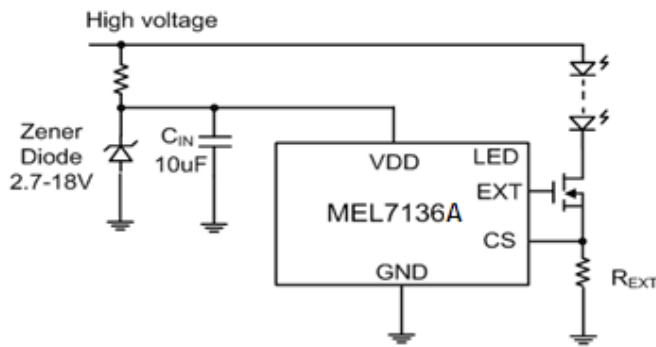 High voltage
Zener
Diode
2.7-18V
CIN
10uF
VDD
LED
EXT
MEL7136A
CS
GND
REXT